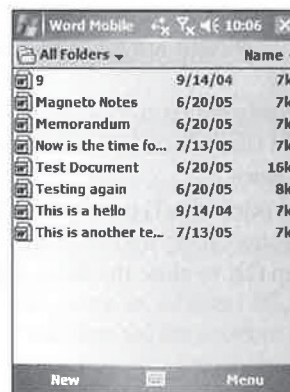 Word Mobile 10:06
All Folders Name
9 9/14/04 7k
Magneto Notes 6/20/05 7k
Memorandum 6/20/05 7k
Now is the time fo... 7/13/05 7k
Test Document 6/20/05 16k
Testing again 6/20/05 8k
This is a hello 9/14/04 7k
This is another te... 7/13/05 7k
New Menu